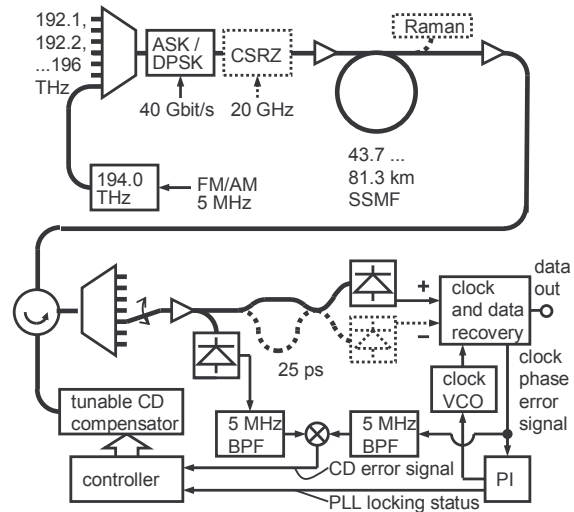 192.1,
192.2,
...196
THz
ASK /
DPSK
CSRZ
Raman
40 Gbit/s
20 GHz
43.7 ...
81.3 km
SSMF
194.0
THz
FM/AM
5 MHz
+
−
clock
and data
recovery
data
out
25 ps
clock
phase
error
signal
clock
VCO
tunable CD
compensator
5 MHz
BPF
5 MHz
BPF
controller
CD error signal
PI
PLL locking status